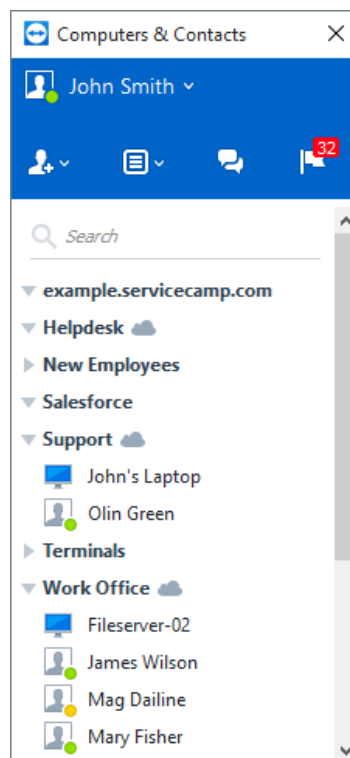 Computers & Contacts
John Smith
32
Search
example.servicecamp.com
Helpdesk
New Employees
Salesforce
Support
John's Laptop
Olin Green
Terminals
Work Office
Fileserver-02
James Wilson
Mag Dailine
Mary Fisher